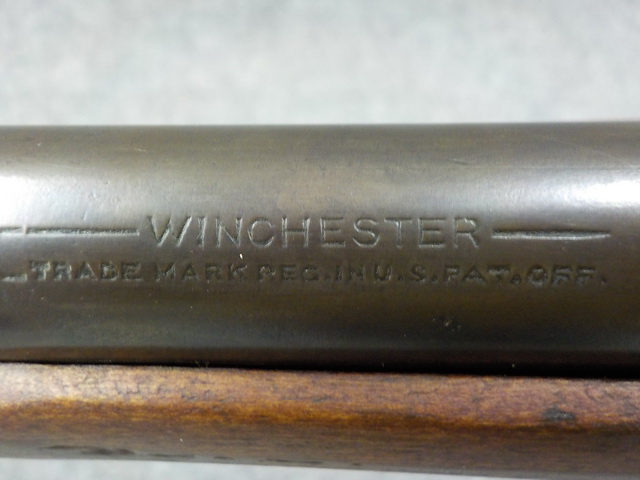 WINCHESTER
TRADE MARK REG. IN U.S. PAT. OFF.